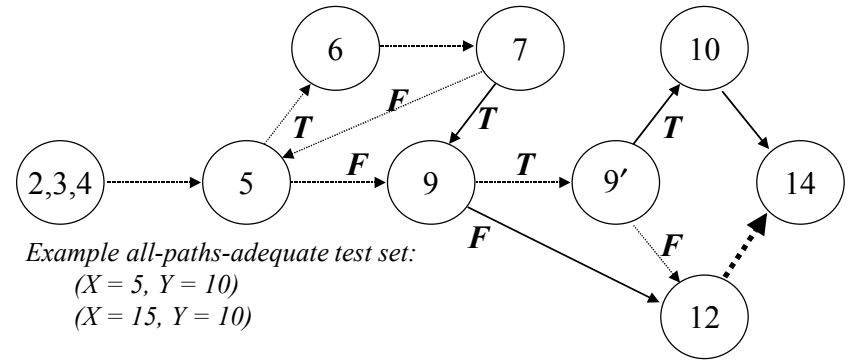 6
7
10
F
T
T
T
2,3,4
5
F
9
T
9′
14
F
F
Example all-paths-adequate test set:
(X = 5, Y = 10)
(X = 15, Y = 10)
12